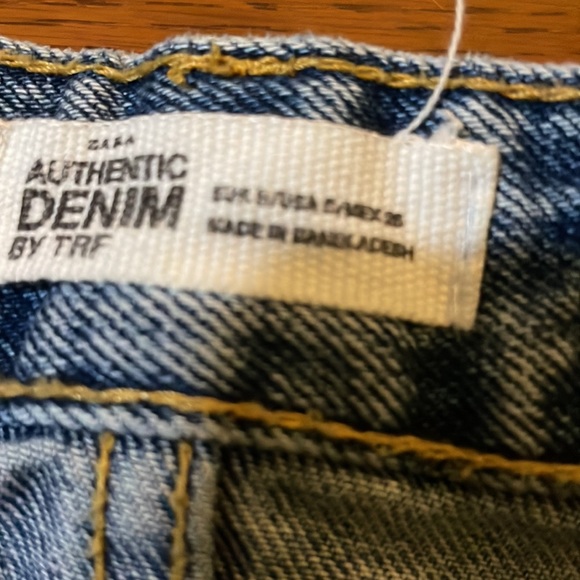 ZARA
AUTHENTIC
DENIM
BY TRF
MADE IN BANGLADESH